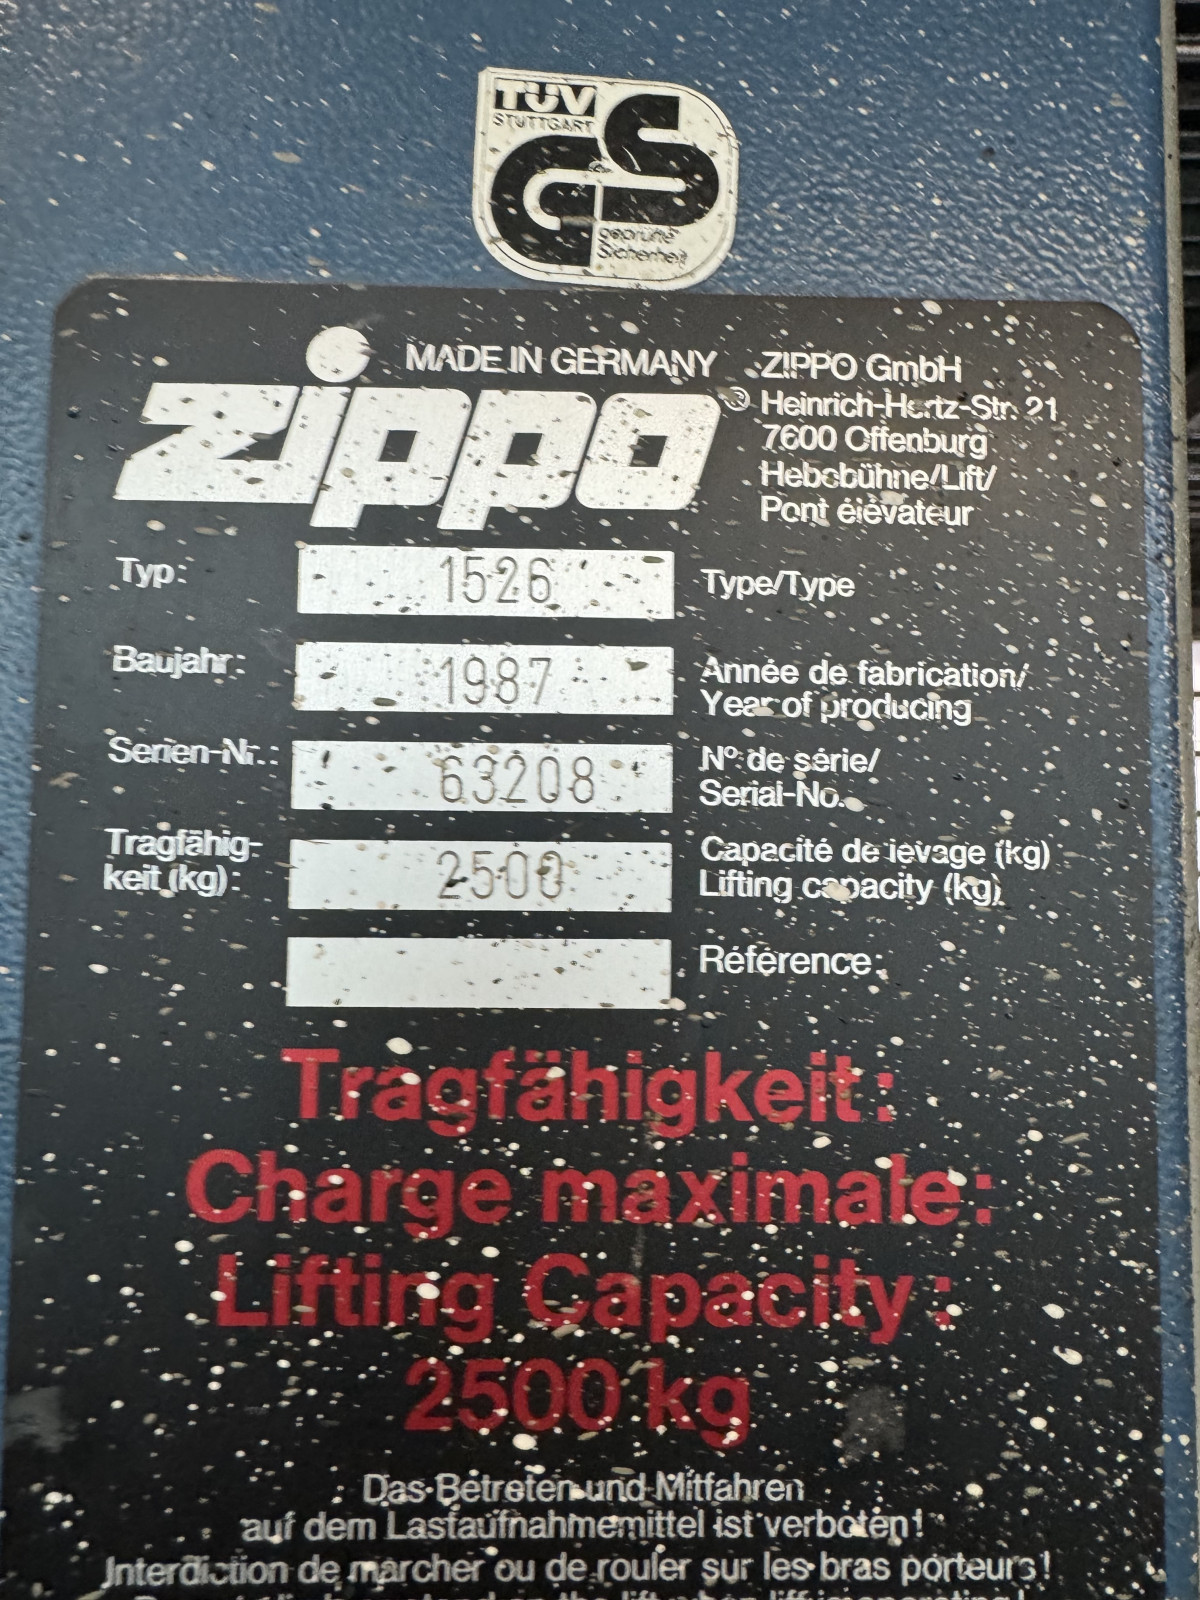 TÜV
STUTTGART
GS
geprüfte
Sicherheit
MADE IN GERMANY
zippo®
ZIPPO GmbH
Heinrich-Hertz-Str. 21
7600 Offenburg
Hebebühne/Lift/
Pont élévateur
Typ: 1526 Type/Type
Baujahr: 1987 Année de fabrication/
Year of producing
Serien-Nr.: 63208 N° de série/
Serial-No.
Tragfähig-
keit (kg): 2500 Capacité de levage (kg)
Lifting capacity (kg)
Référence:
Tragfähigkeit:
Charge maximale:
Lifting Capacity:
2500 kg
Das Betreten und Mitfahren
auf dem Lastaufnahmemittel ist verboten!
Interdiction de marcher ou de rouler sur les bras porteurs!